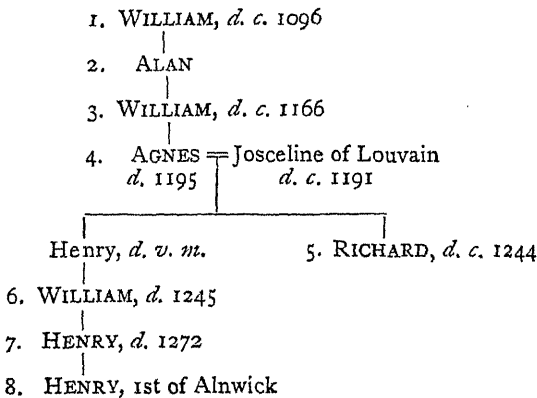 1. WILLIAM, d. c. 1096
2. ALAN
3. WILLIAM, d. c. 1166
4. AGNES = Josceline of Louvain
d. 1195 d. c. 1191
Henry, d. v. m. 5. RICHARD, d. c. 1244
6. WILLIAM, d. 1245
7. HENRY, d. 1272
8. HENRY, 1st of Alnwick